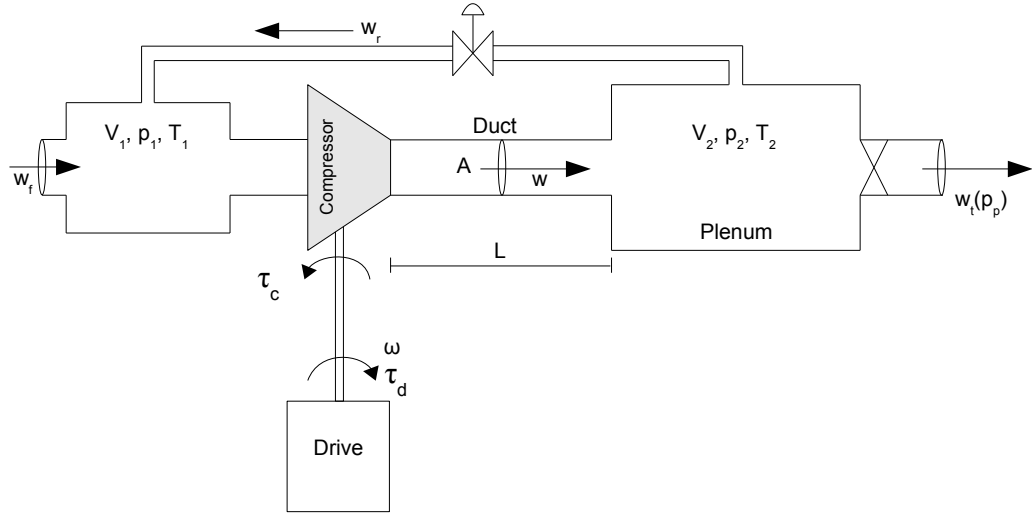 w_r
V_1, p_1, T_1
Compressor
Duct
V_2, p_2, T_2
w_f
A
w
w_t(p_p)
Plenum
L
τ_c
ω
τ_d
Drive